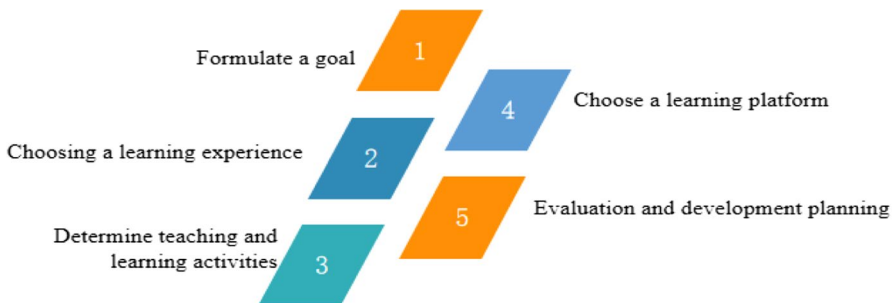 Formulate a goal
1
Choosing a learning experience
2
Determine teaching and
learning activities
3
4
Choose a learning platform
5
Evaluation and development planning